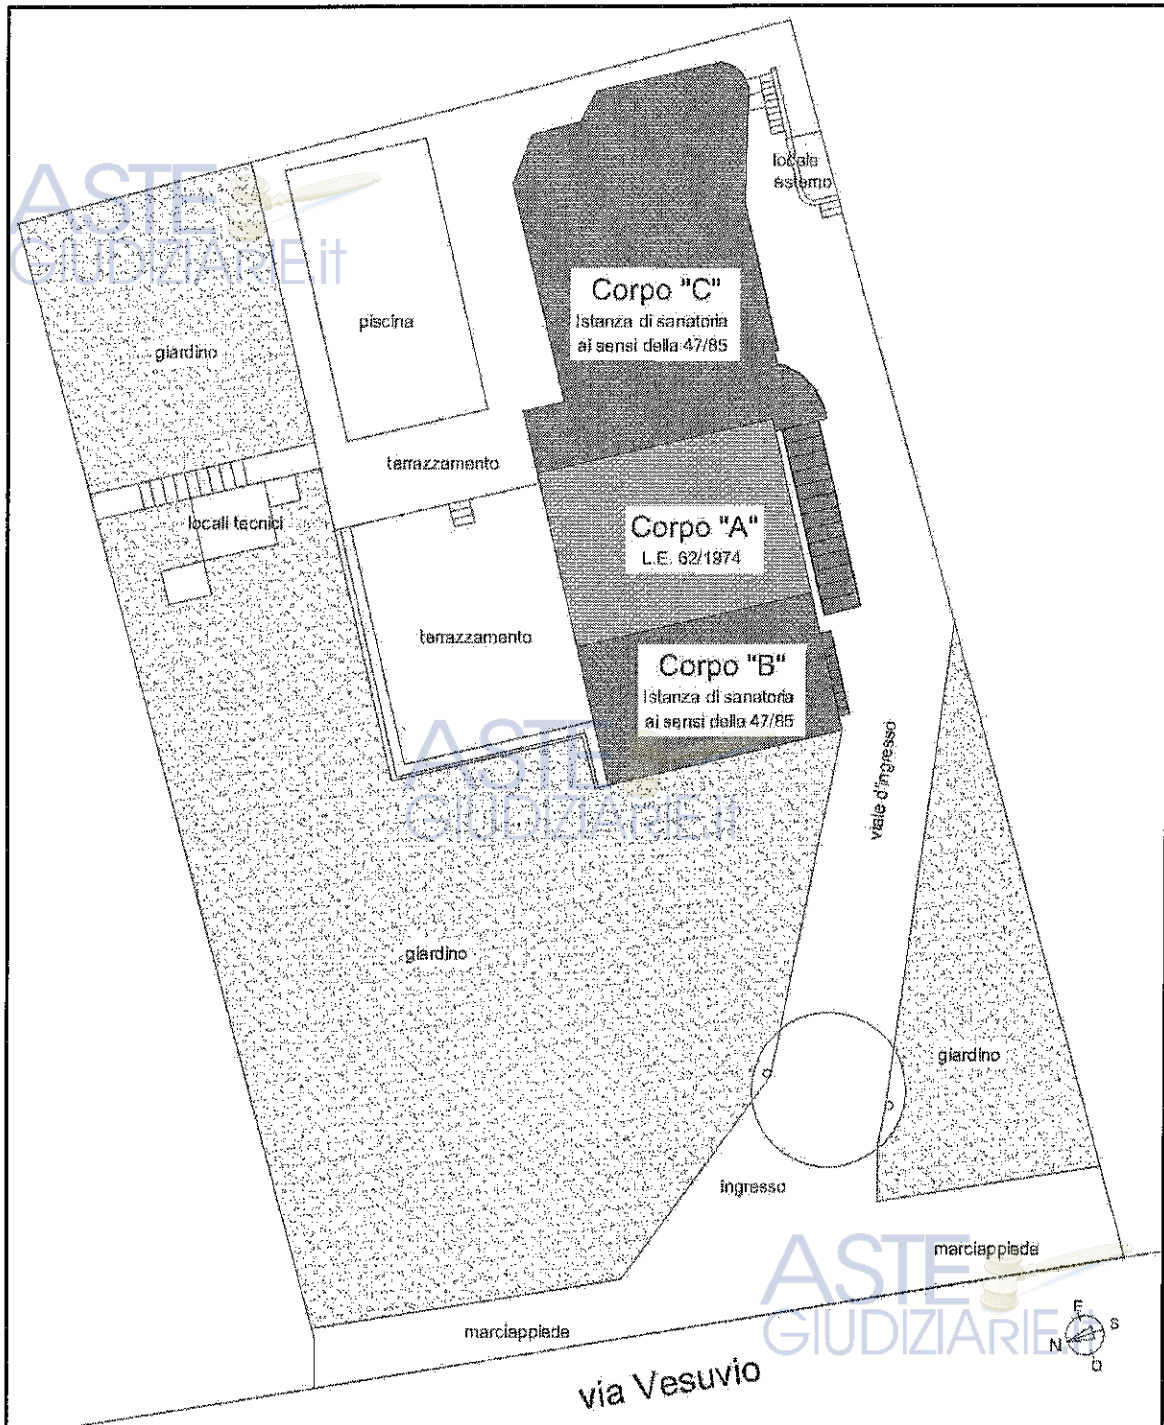 ASTE
GIUDIZIARIE.it
locale
esterno
Corpo "C"
Istanza di sanatoria
ai sensi della 47/85
piscina
giardino
terrazzamento
locali tecnici
Corpo "A"
L.E. 62/1974
terrazzamento
Corpo "B"
Istanza di sanatoria
ai sensi della 47/85
ASTE
GIUDIZIARIE.it
viale d'ingresso
giardino
giardino
ingresso
marciappiede
ASTE
GIUDIZIARIE.it
E
S
N
O
marciappiede
via Vesuvio